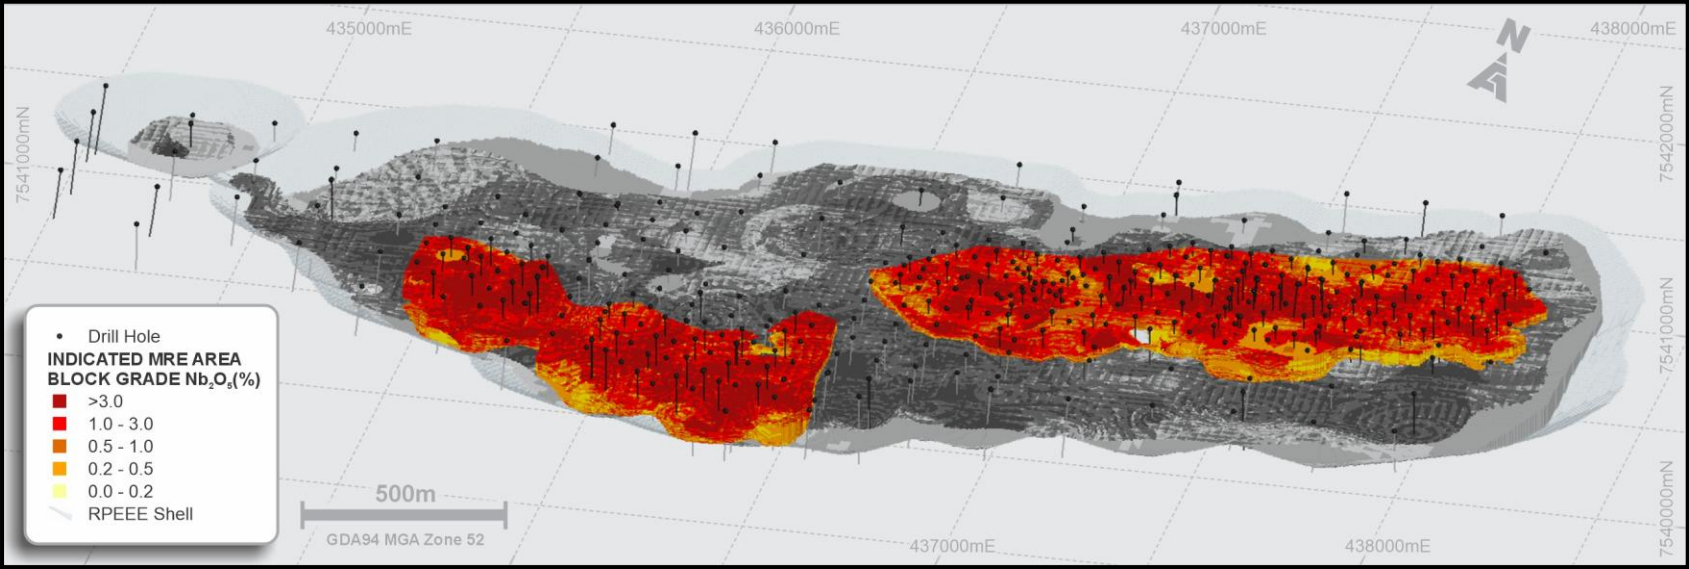 435000mE
436000mE
437000mE
438000mE
N
7541000mN
7542000mN
7541000mN
7540000mN
Drill Hole
INDICATED MRE AREA
BLOCK GRADE Nb₂O₅(%)
>3.0
1.0 - 3.0
0.5 - 1.0
0.2 - 0.5
0.0 - 0.2
RPEEE Shell
500m
GDA94 MGA Zone 52
437000mE
438000mE